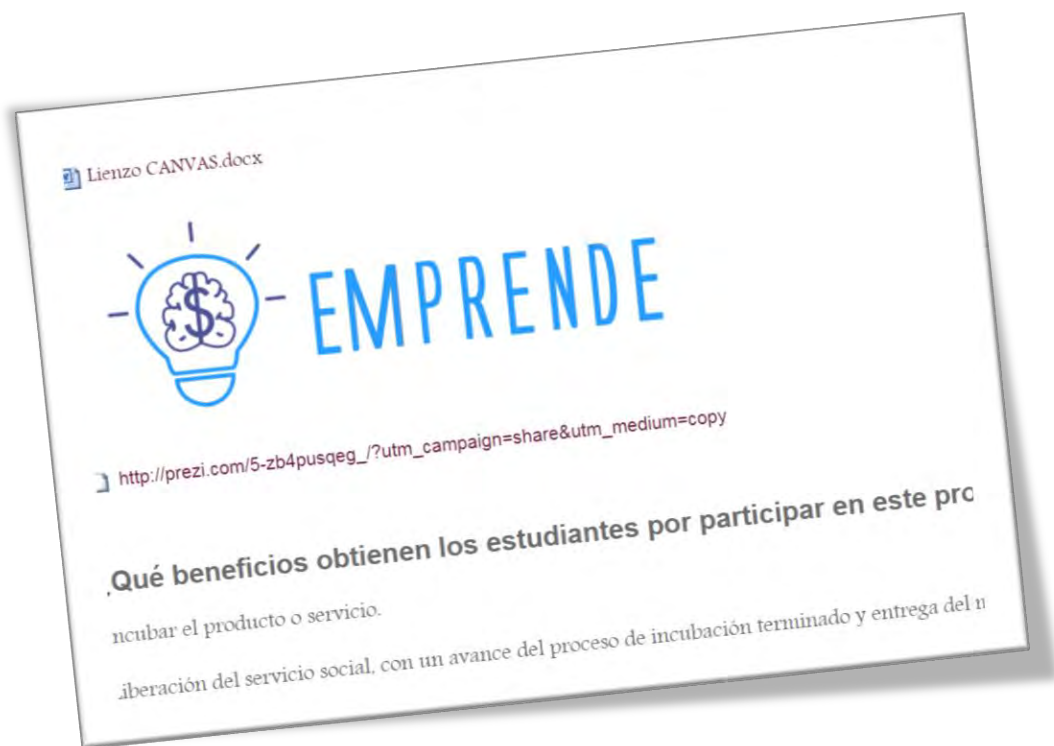 Lienzo CANVAS.docx
$
EMPRENDE
http://prezi.com/5-zb4pusqeg_/?utm_campaign=share&utm_medium=copy
Qué beneficios obtienen los estudiantes por participar en este
ncubar el producto o servicio.
iberación del servicio social, con un avance del proceso de incubación terminado y entrega del